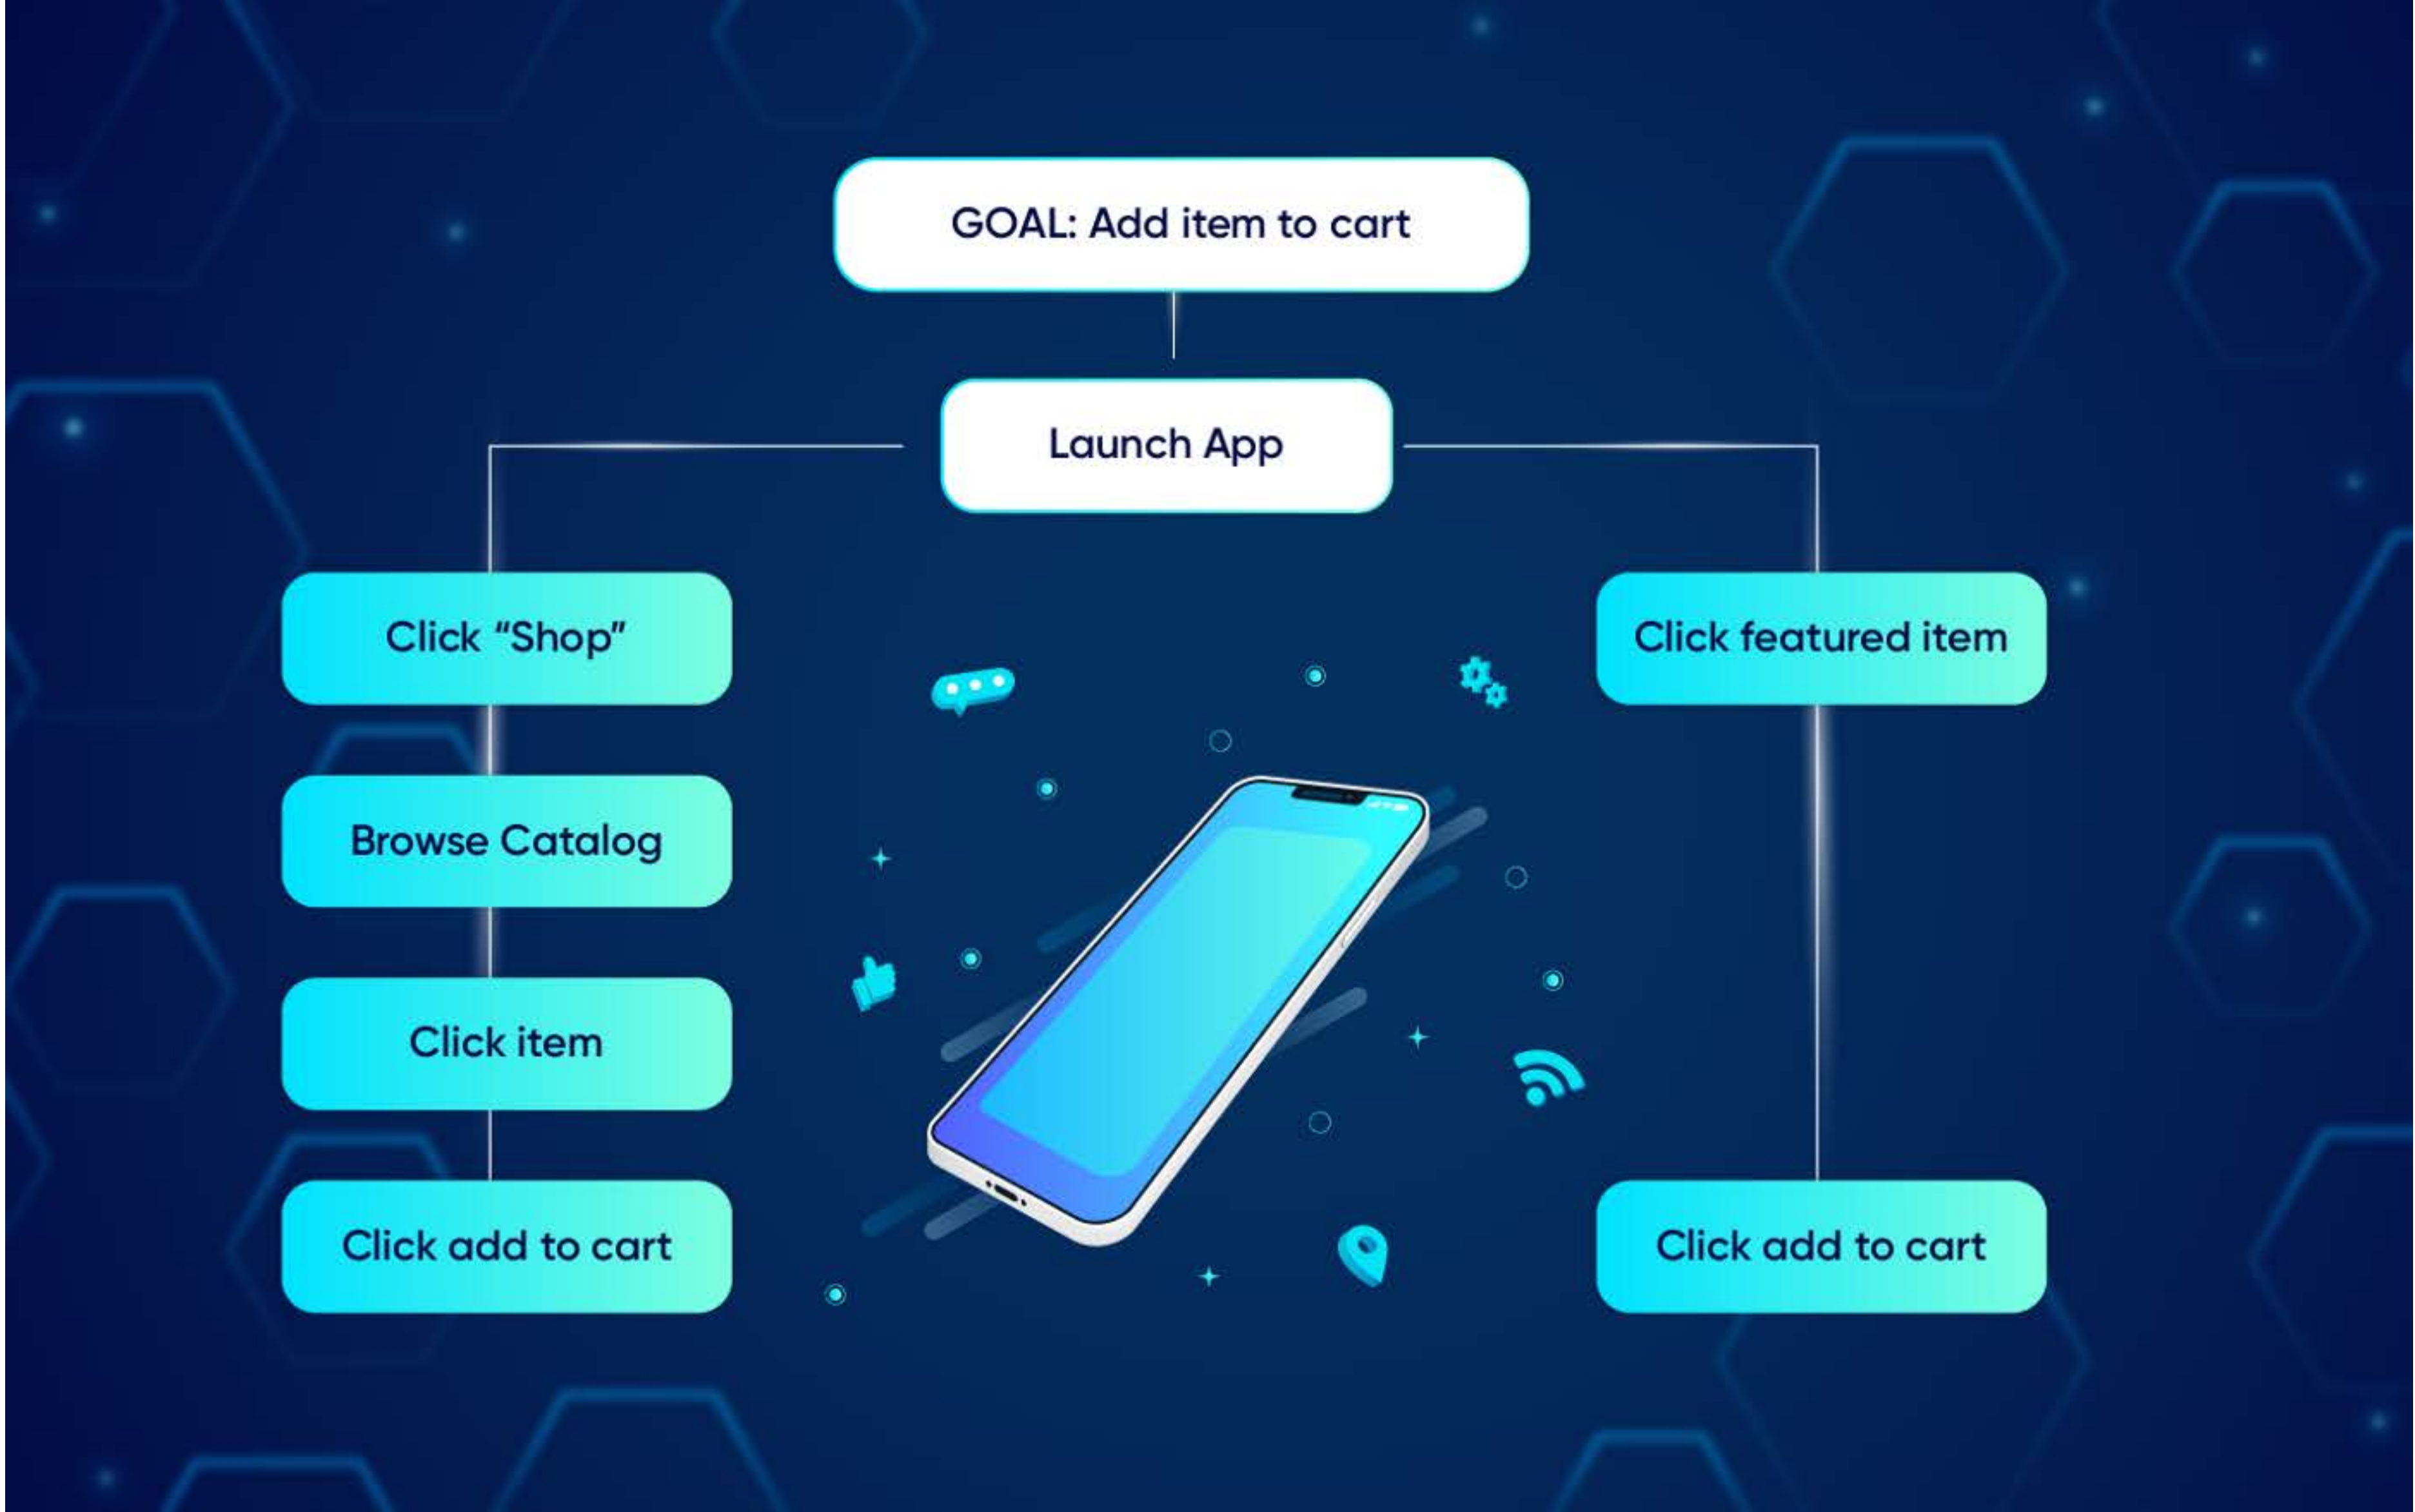 GOAL: Add item to cart
Launch App
Click “Shop”
Browse Catalog
Click item
Click add to cart
Click featured item
Click add to cart